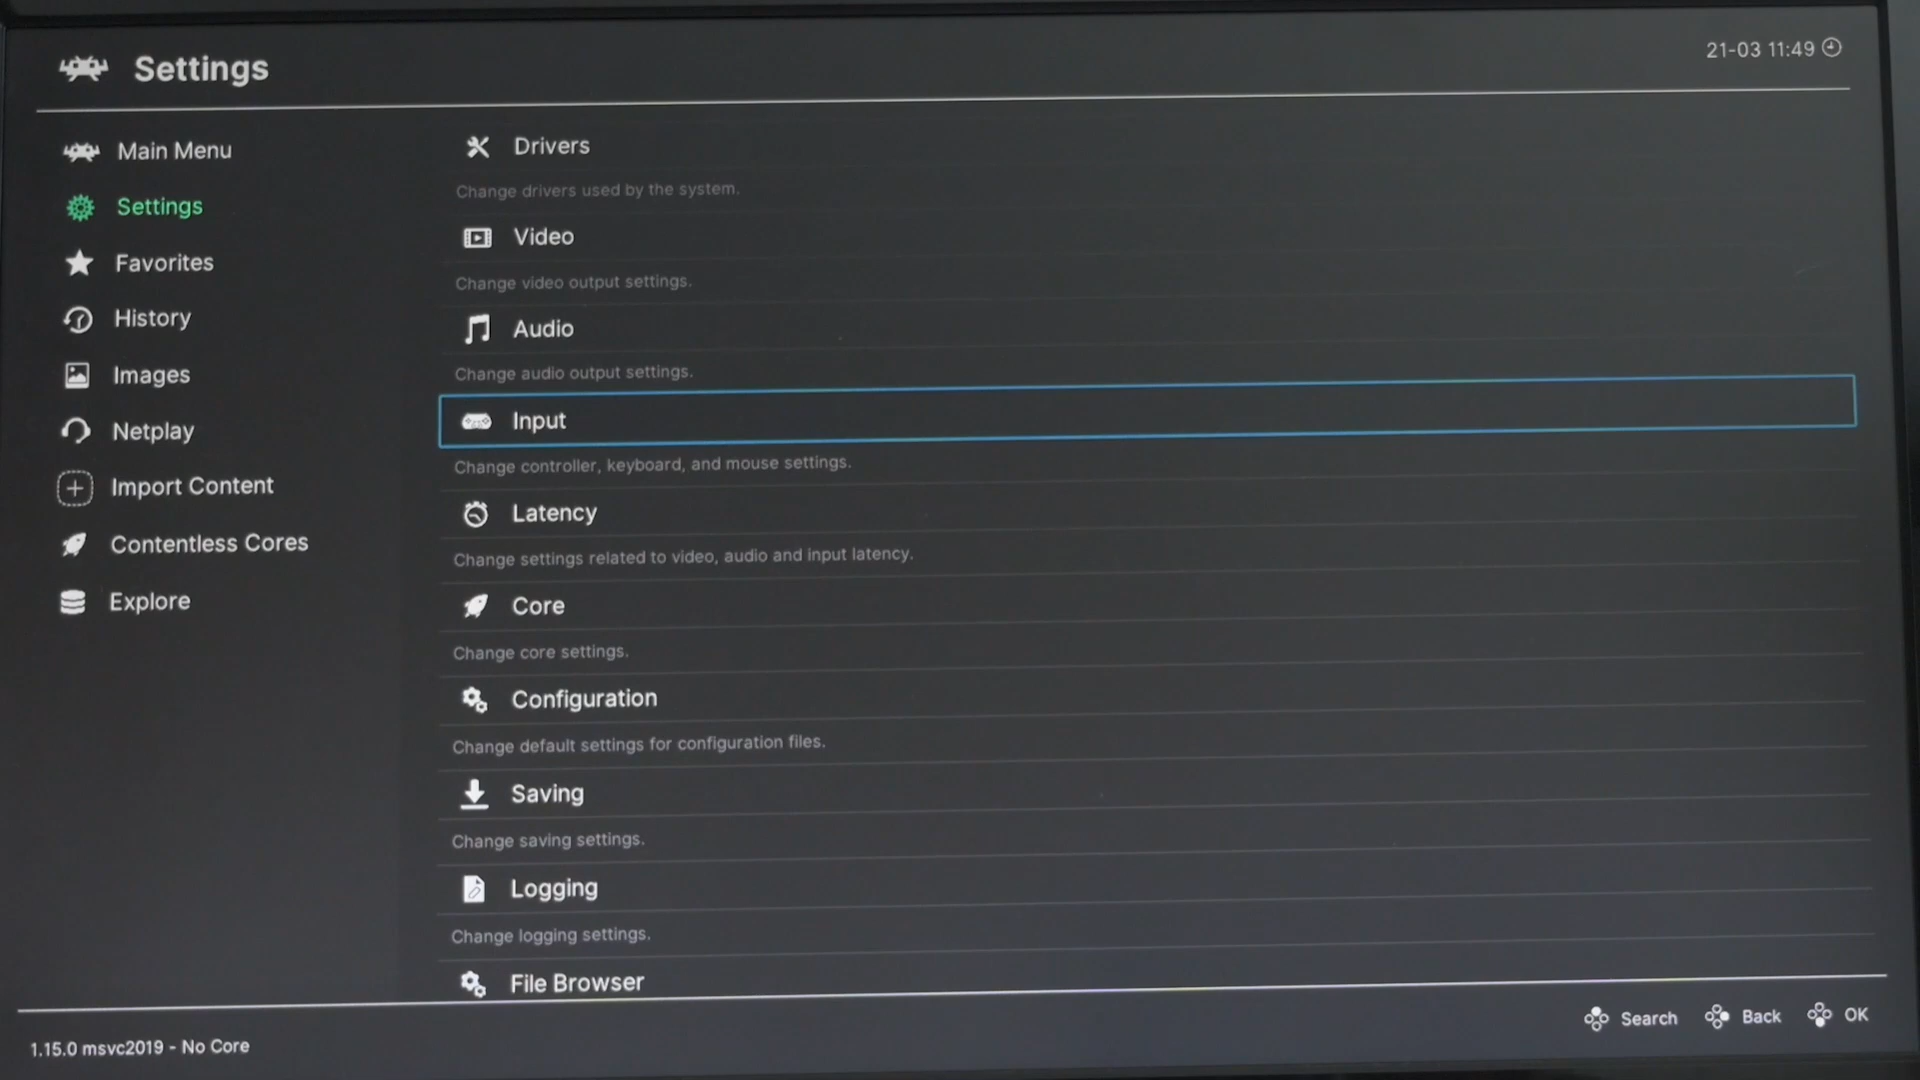 Settings
21-03 11:49
Main Menu
Settings
Favorites
History
Images
Netplay
Import Content
Contentless Cores
Explore
Drivers
Change drivers used by the system.
Video
Change video output settings.
Audio
Change audio output settings.
Input
Change controller, keyboard, and mouse settings.
Latency
Change settings related to video, audio and input latency.
Core
Change core settings.
Configuration
Change default settings for configuration files.
Saving
Change saving settings.
Logging
Change logging settings.
File Browser
1.15.0 msvc2019 - No Core
Search Back OK